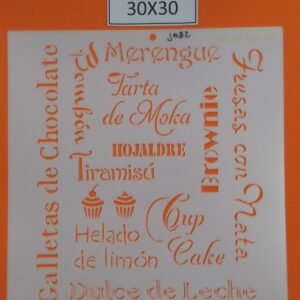 30X30
J082
Merengue
Galletas de Chocolate
Tarta
de Moka
Brownie
Fresas con Nata
HOJALDRE
Tiramisú
Cup
Cake
Helado
de limón
Dulce de Leche